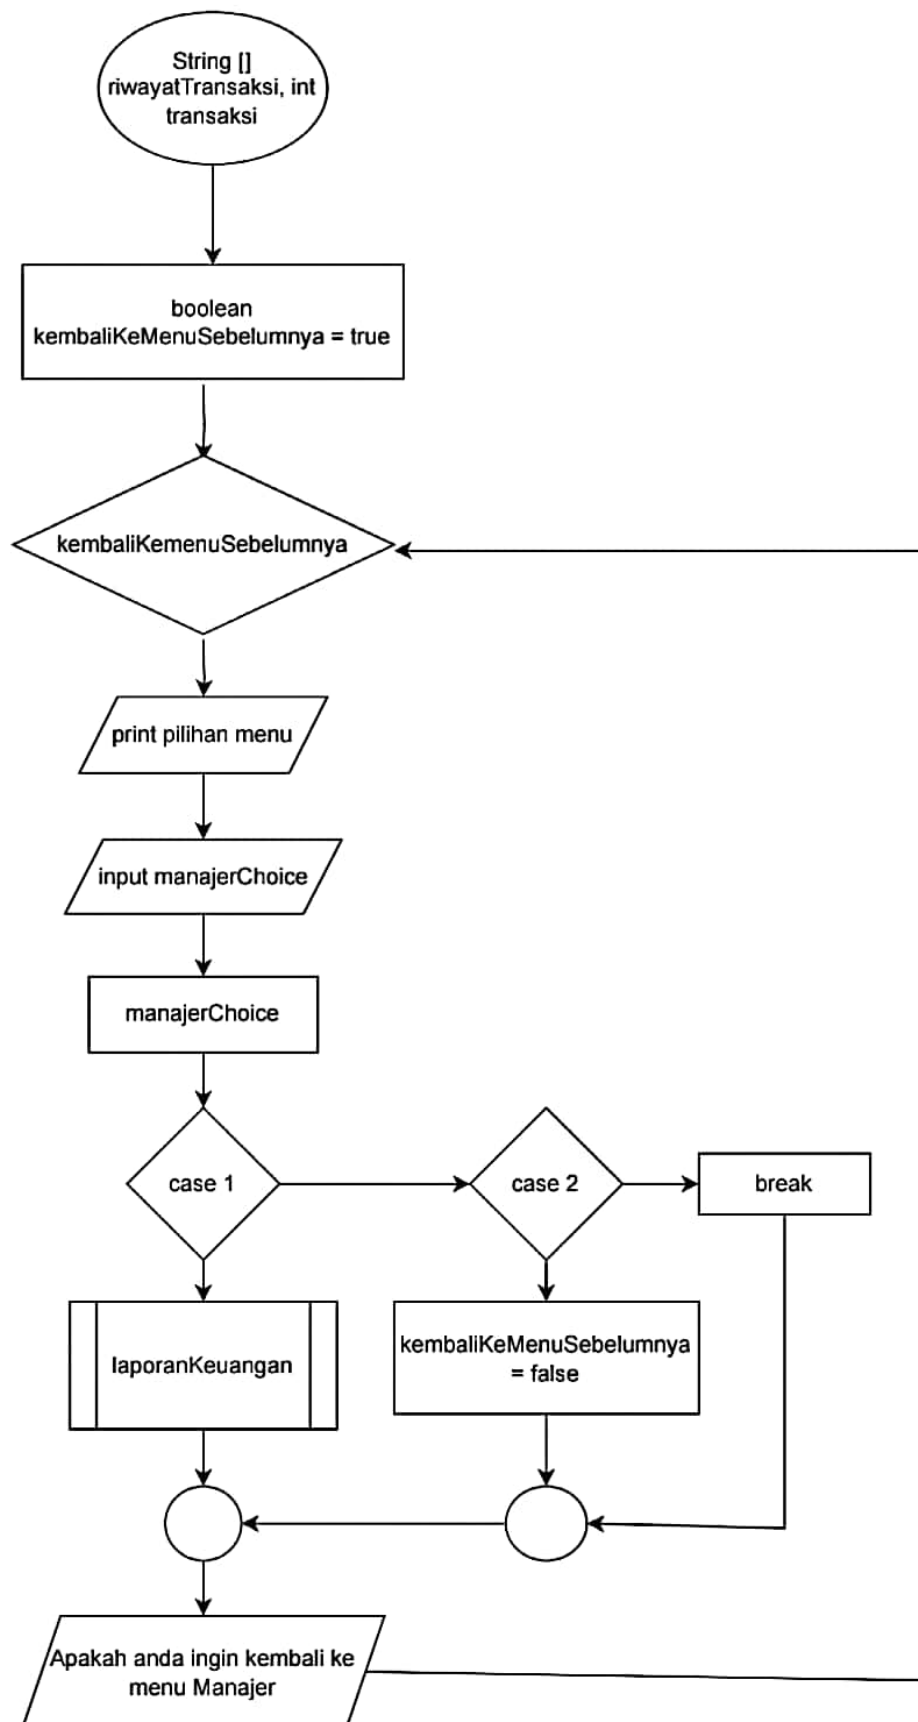 String []
riwayatTransaksi, int
transaksi
boolean
kembaliKeMenuSebelumnya = true
kembaliKemenuSebelumnya
print pilihan menu
input manajerChoice
manajerChoice
case 1
case 2
break
laporanKeuangan
kembaliKeMenuSebelumnya
= false
Apakah anda ingin kembali ke
menu Manajer